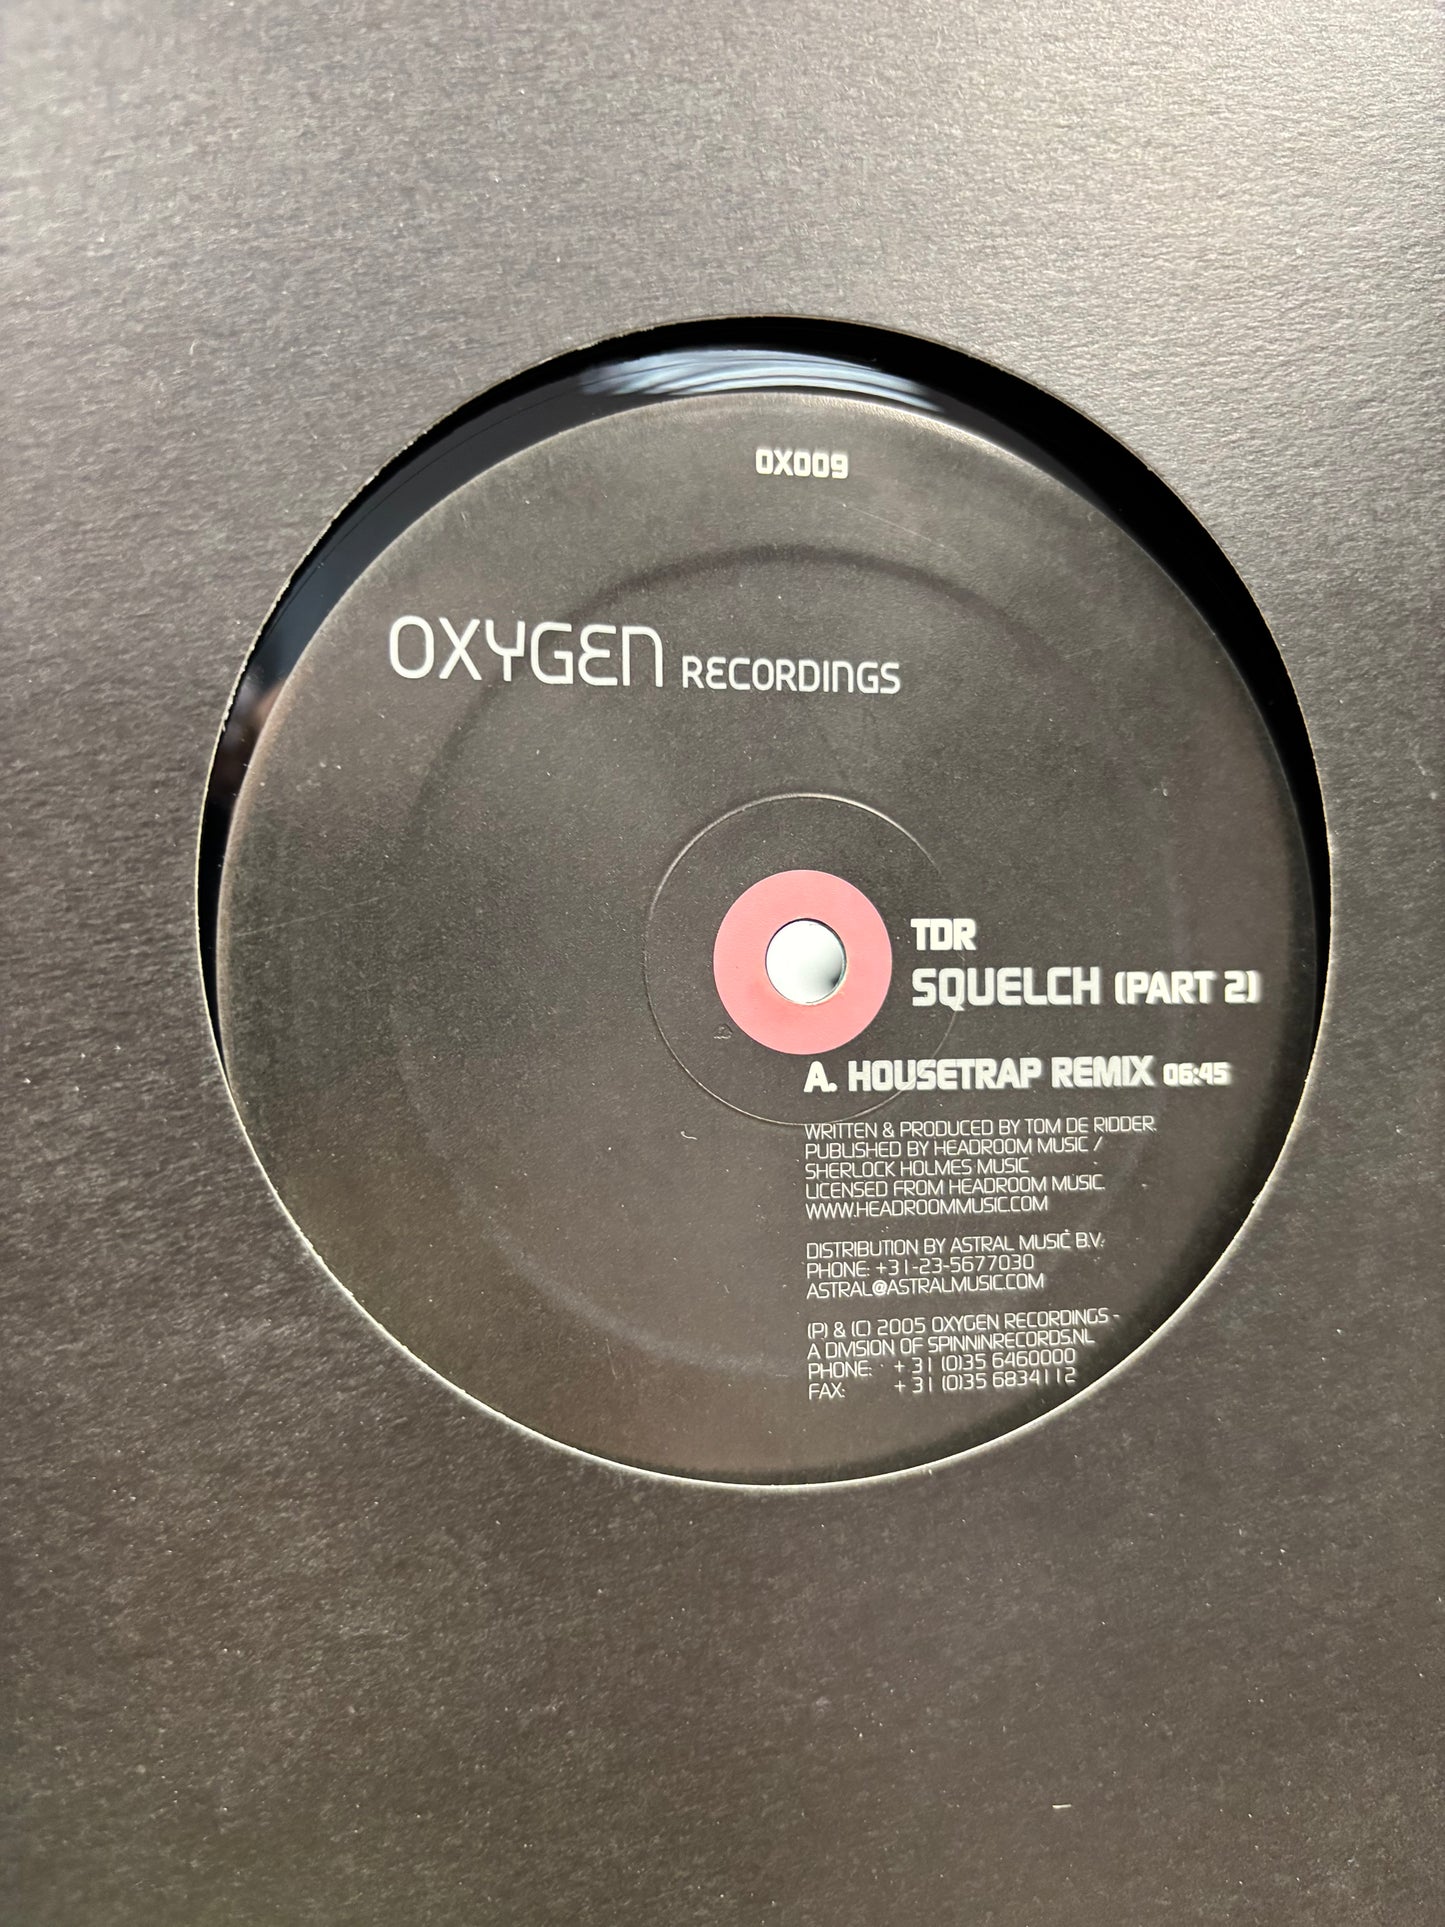 OX009
OXYGEN RECORDINGS
TDR
SQUELCH (PART 2)
A. HOUSETRAP REMIX 06:45
WRITTEN & PRODUCED BY TOM DE RIDDER.
PUBLISHED BY HEADROOM MUSIC /
SHERLOCK HOLMES MUSIC
LICENSED FROM HEADROOM MUSIC.
WWW.HEADROOMMUSIC.COM
DISTRIBUTION BY ASTRAL MUSIC B.V.
PHONE: +31-23-5677030
ASTRAL@ASTRALMUSIC.COM
(P) & (C) 2005 OXYGEN RECORDINGS -
A DIVISION OF SPINNINRECORDS.NL
PHONE: + 31 (0)35 6460000
FAX: + 31 (0)35 6834112